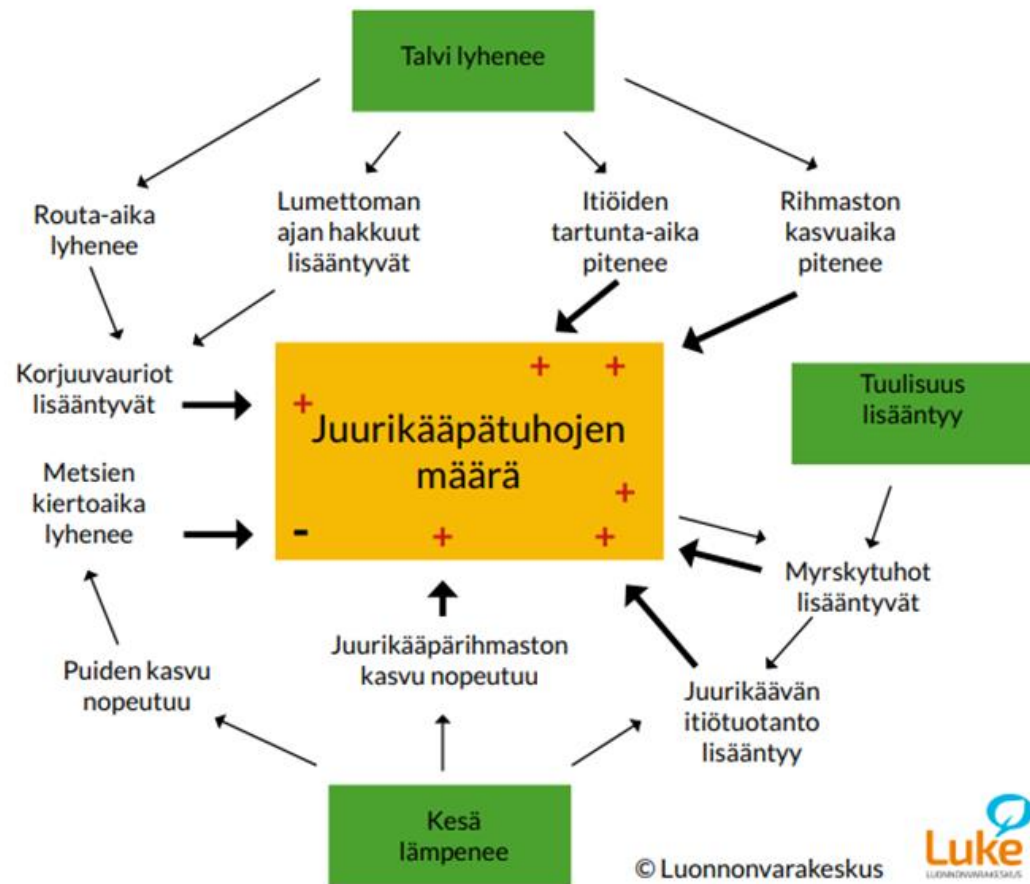 Talvi lyhenee
Routa-aika
lyhenee
Lumettoman
ajan hakkuut
lisääntyvät
Itiöiden
tartunta-aika
pitenee
Rihmaston
kasvuaika
pitenee
Korjuuvauriot
lisääntyvät
+
+
+
Juurikääpätuhojen
määrä
Tuulisuus
lisääntyy
Metsien
kiertoaika
lyhenee
-
+
+
+
Myrskytuhot
lisääntyvät
Puiden kasvu
nopeutuu
Juurikääpärihmaston
kasvu nopeutuu
Juurikäävän
itiötuotanto
lisääntyy
Kesä
lämpenee
© Luonnonvarakeskus
Luke
LUONNONVARAKESKUS